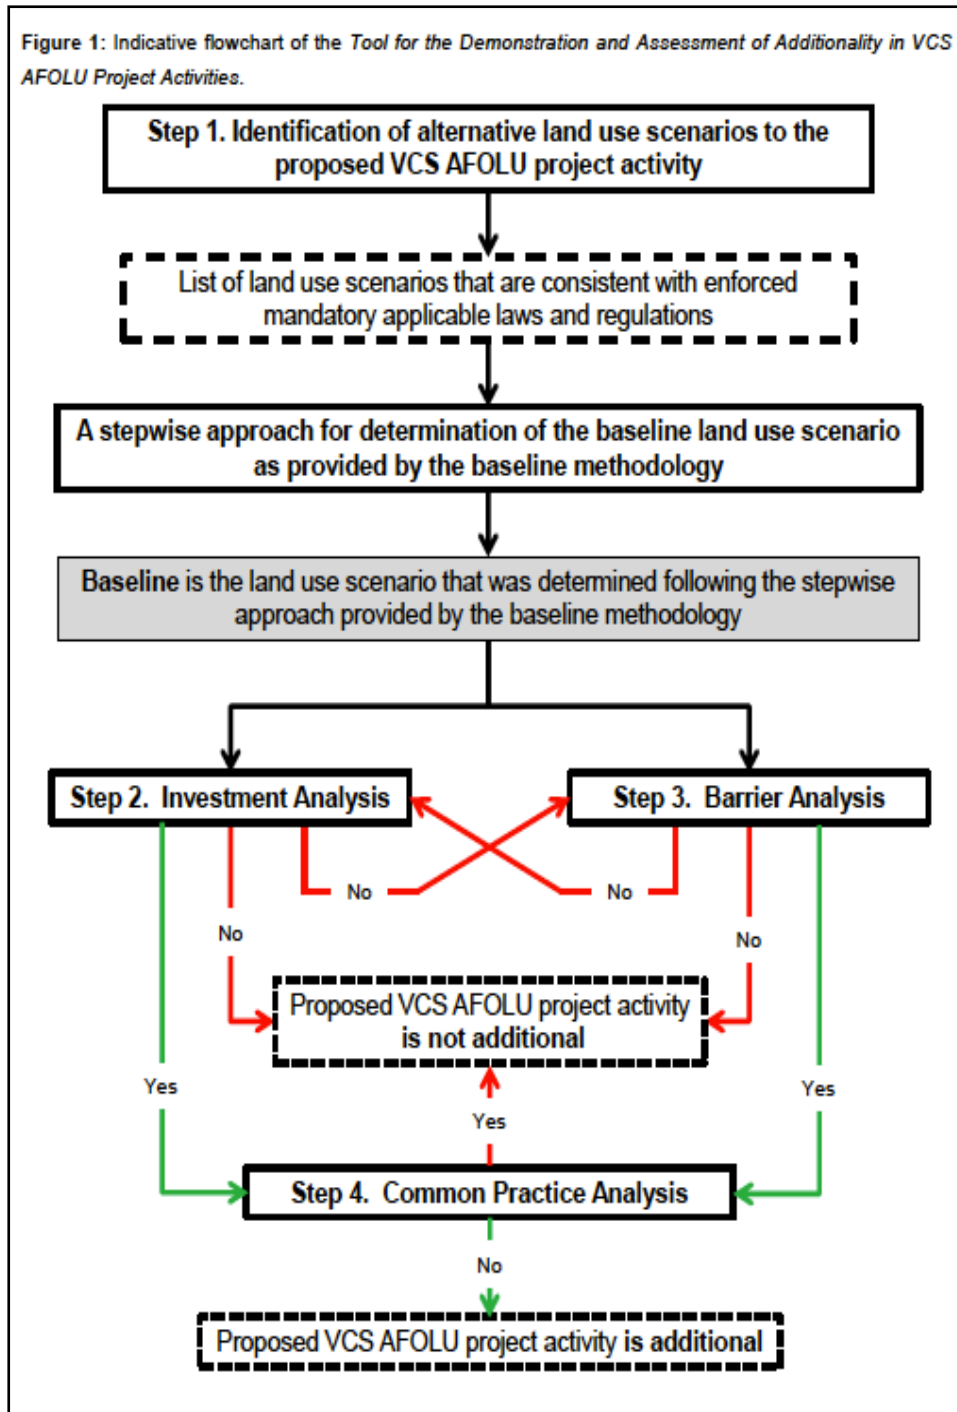 Figure 1: Indicative flowchart of the Tool for the Demonstration and Assessment of Additionality in VCS
AFOLU Project Activities.
Step 1. Identification of alternative land use scenarios to the
proposed VCS AFOLU project activity
List of land use scenarios that are consistent with enforced
mandatory applicable laws and regulations
A stepwise approach for determination of the baseline land use scenario
as provided by the baseline methodology
Baseline is the land use scenario that was determined following the stepwise
approach provided by the baseline methodology
Step 2. Investment Analysis
Step 3. Barrier Analysis
No
No
No
No
Proposed VCS AFOLU project activity
is not additional
Yes
Yes
Yes
Step 4. Common Practice Analysis
No
Proposed VCS AFOLU project activity is additional